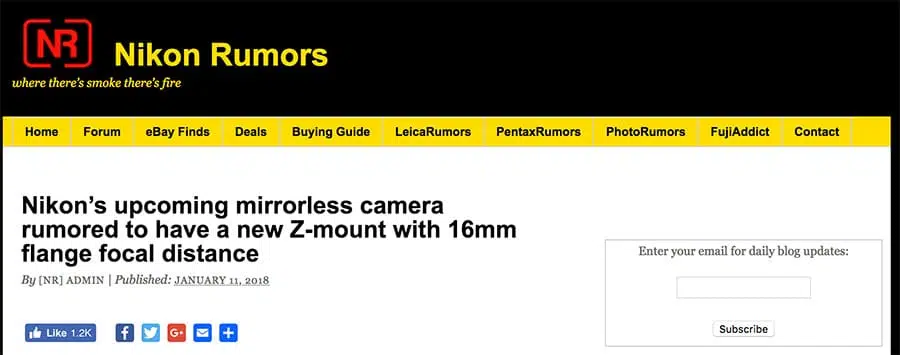 NR
Nikon Rumors
where there's smoke there's fire
Home Forum eBay Finds Deals Buying Guide LeicaRumors PentaxRumors PhotoRumors FujiAddict Contact
Nikon’s upcoming mirrorless camera
rumored to have a new Z-mount with 16mm
flange focal distance
By [NR] ADMIN | Published: JANUARY 11, 2018
Like 1.2K
G+
Enter your email for daily blog updates:
Subscribe